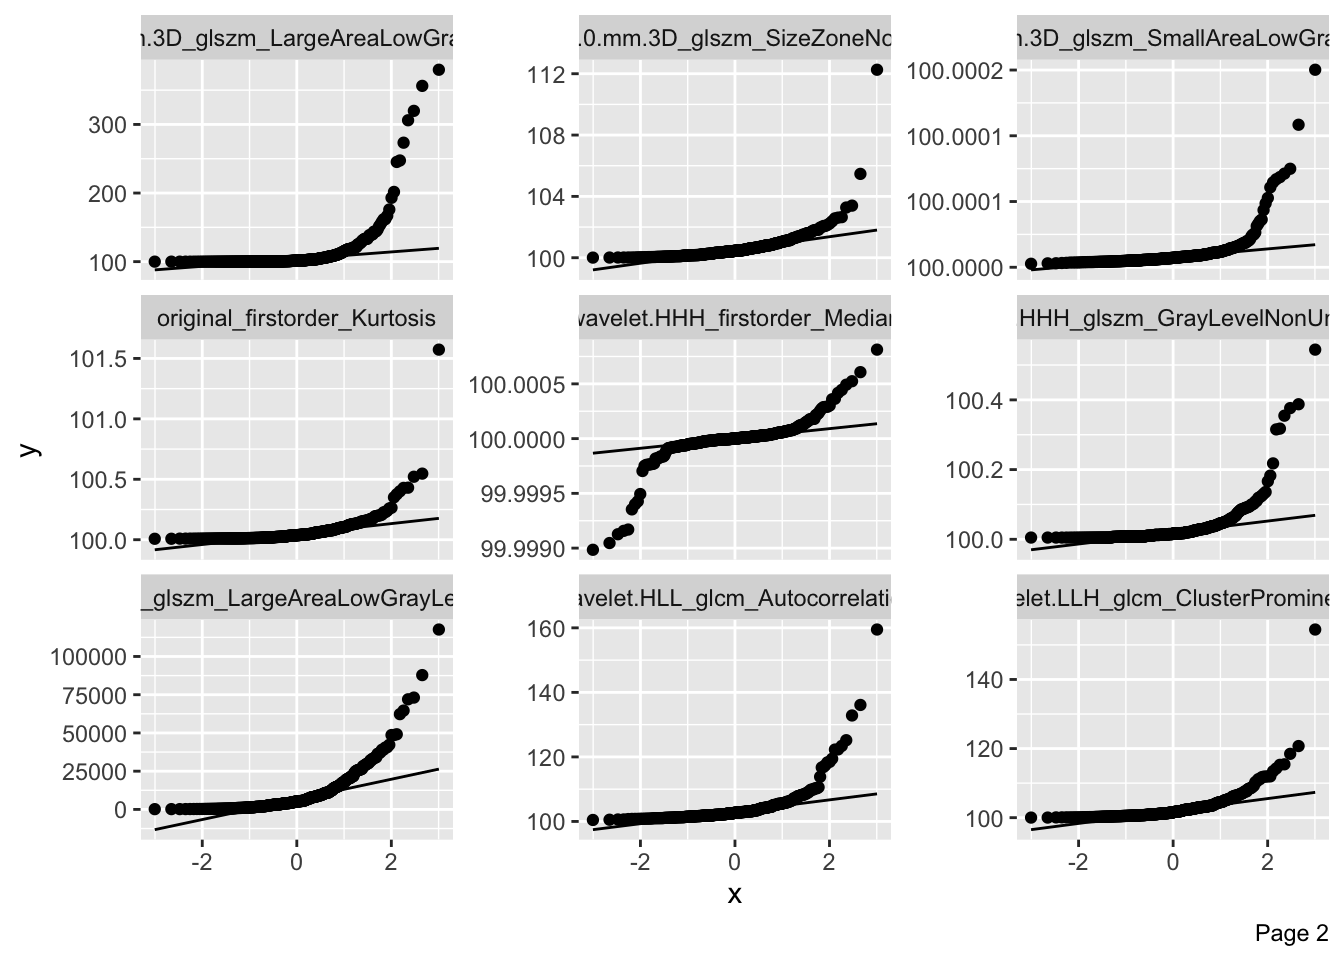 .3D_glszm_LargeAreaLowGra
.0.mm.3D_glszm_SizeZoneNo
.3D_glszm_SmallAreaLowGra
300
200
100
112
108
104
100
100.0002
100.0001
100.0001
100.0000
original_firstorder_Kurtosis
wavelet.HHH_firstorder_Median
.HHH_glszm_GrayLevelNonUn
101.5
101.0
100.5
100.0
100.0005
100.0000
99.9995
99.9990
100.4
100.2
100.0
y
_glszm_LargeAreaLowGrayLe
avelet.HLL_glcm_Autocorrelati
elet.LLH_glcm_ClusterPromine
100000
75000
50000
25000
0
160
140
120
100
140
120
100
-2 0 2
-2 0 2
-2 0 2
x
Page 2